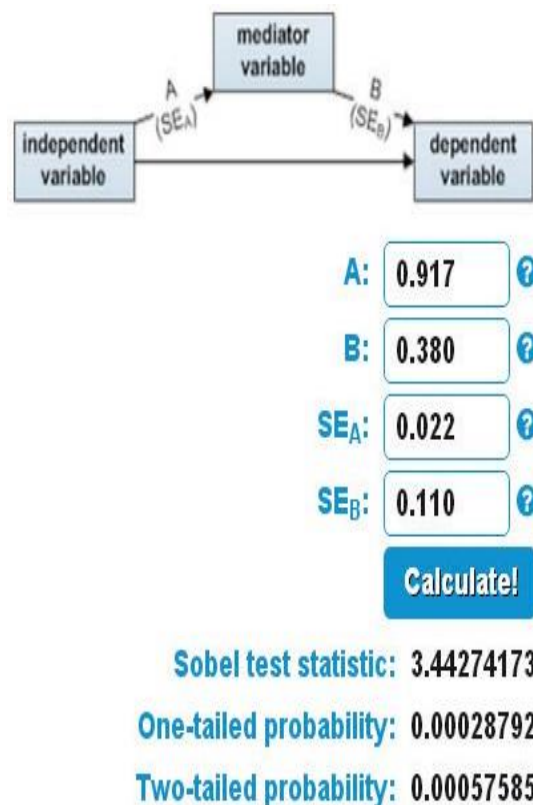 mediator
variable
A
(SEA)
B
(SEB)
independent
variable
dependent
variable
A: 0.917 ?
B: 0.380 ?
SEA: 0.022 ?
SEB: 0.110 ?
Calculate!
Sobel test statistic: 3.44274173
One-tailed probability: 0.00028792
Two-tailed probability: 0.00057585